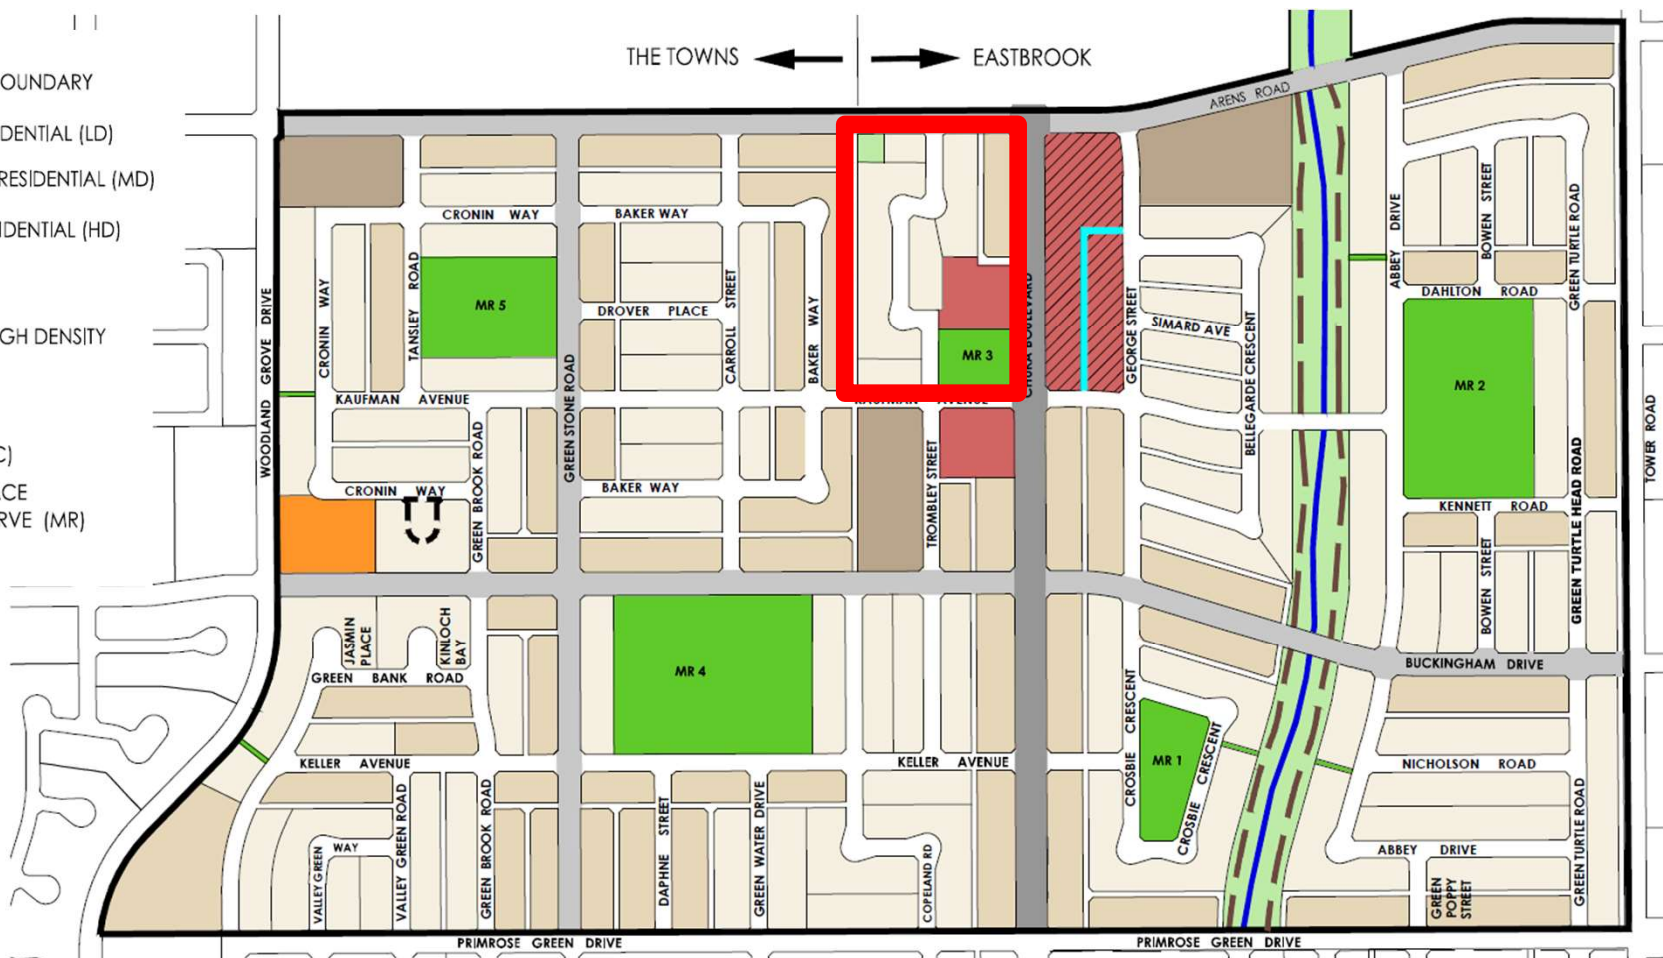 THE TOWNS
EASTBROOK
OUNDARY
DENTIAL (LD)
RESIDENTIAL (MD)
IDENTIAL (HD)
GH DENSITY
C)
CE
RVE (MR)
ARENS ROAD
CRONIN WAY
BAKER WAY
CRONIN WAY
TANSLEY ROAD
MR 5
DROVER PLACE
CARROLL STREET
BAKER WAY
MR 3
GEORGE STREET
SIMARD AVE
BELLEGARDE CRESCENT
ABBEY DRIVE
BOWEN STREET
GREEN TURTLE ROAD
DAHLTON ROAD
MR 2
WOODLAND GROVE DRIVE
KAUFMAN AVENUE
GREEN STONE ROAD
GREEN BROOK ROAD
CRONIN WAY
BAKER WAY
TROMBLEY STREET
KENNETT ROAD
BOWEN STREET
GREEN TURTLE HEAD ROAD
TOWER ROAD
JASMIN
PLACE
KINLOCH
BAY
GREEN BANK ROAD
MR 4
BUCKINGHAM DRIVE
KELLER AVENUE
KELLER AVENUE
CROSBIE CRESCENT
MR 1
CROSBIE CRESCENT
NICHOLSON ROAD
VALLEY GREEN
WAY
VALLEY GREEN ROAD
GREEN BROOK ROAD
DAPHNE STREET
GREEN WATER DRIVE
COPELAND RD
ABBEY DRIVE
GREEN
POPPY
STREET
GREEN TURTLE ROAD
PRIMROSE GREEN DRIVE
PRIMROSE GREEN DRIVE